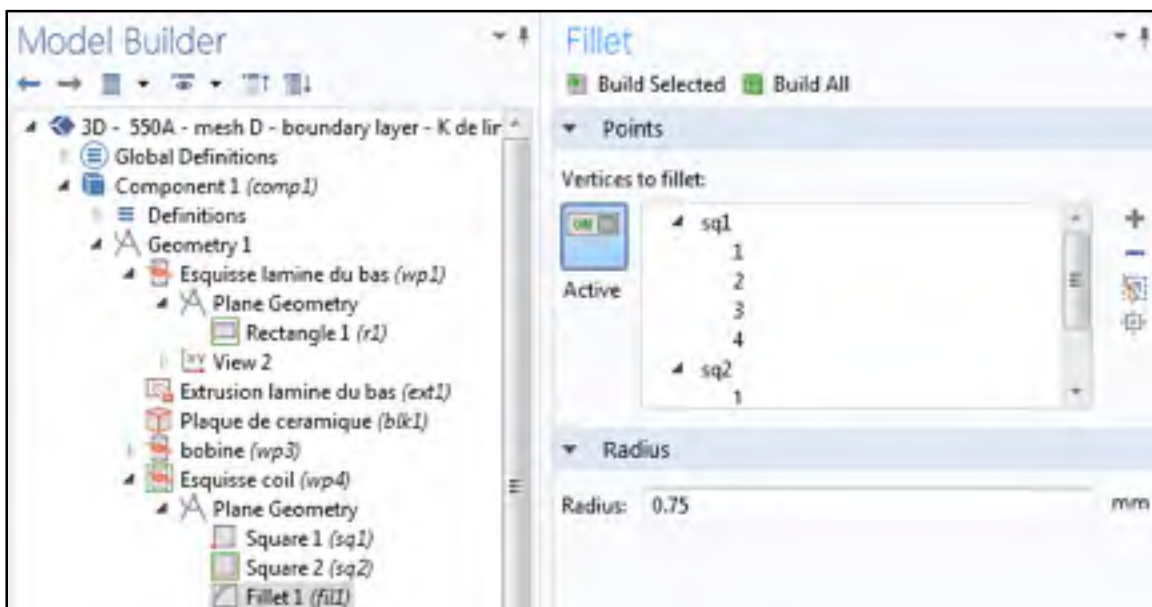 Model Builder
3D - 550A - mesh D - boundary layer - K de lir
Global Definitions
Component 1 (comp1)
Definitions
Geometry 1
Esquisse lamine du bas (wp1)
Plane Geometry
Rectangle 1 (r1)
View 2
Extrusion lamine du bas (ext1)
Plaque de ceramique (blk1)
bobine (wp3)
Esquisse coil (wp4)
Plane Geometry
Square 1 (sq1)
Square 2 (sq2)
Fillet 1 (fil1)
Fillet
Build Selected Build All
Points
Vertices to fillet:
Active
sq1
1
2
3
4
sq2
1
Radius
Radius: 0.75 mm